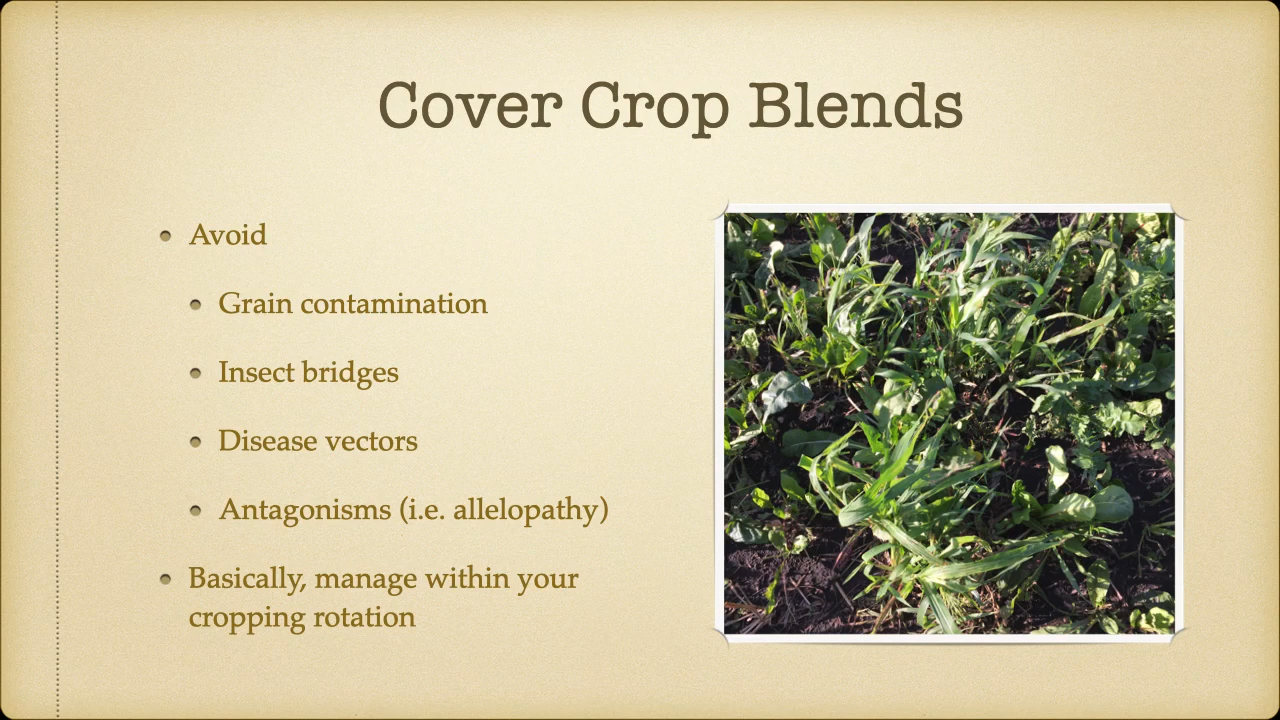 Cover Crop Blends
Avoid
Grain contamination
Insect bridges
Disease vectors
Antagonisms (i.e. allelopathy)
Basically, manage within your
cropping rotation